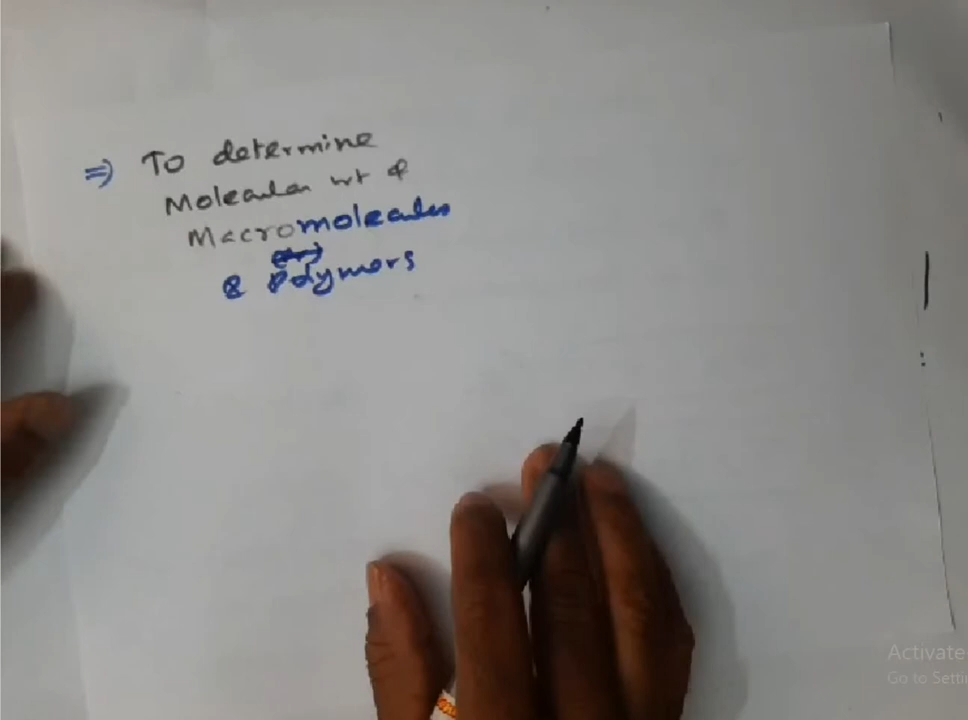 => To determine
Molecular wt of
Macromolecules
& Polymers
Activate
Go to Setti